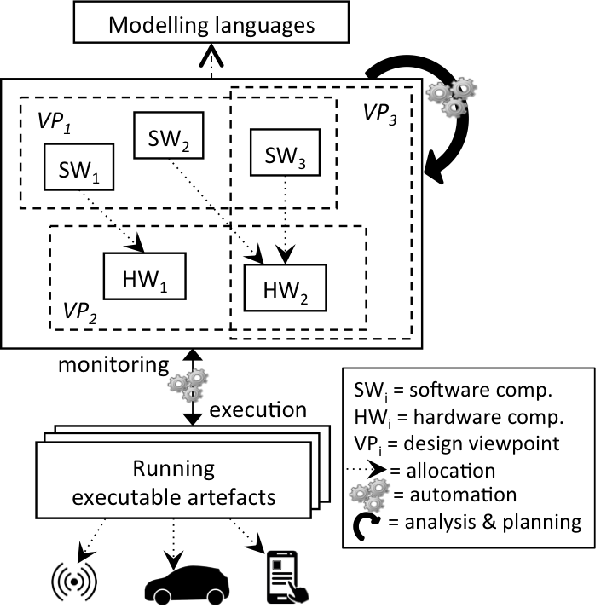 Modelling languages
VP1
SW2
VP3
SW1
SW3
HW1
HW2
VP2
monitoring
execution
Running
executable artefacts
SWi = software comp.
HWi = hardware comp.
VPi = design viewpoint
= allocation
= automation
= analysis & planning